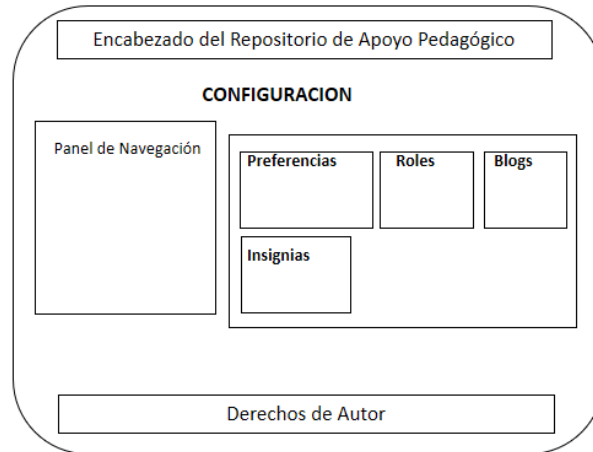 Encabezado del Repositorio de Apoyo Pedagógico
CONFIGURACION
Panel de Navegación
Preferencias
Roles
Blogs
Insignias
Derechos de Autor